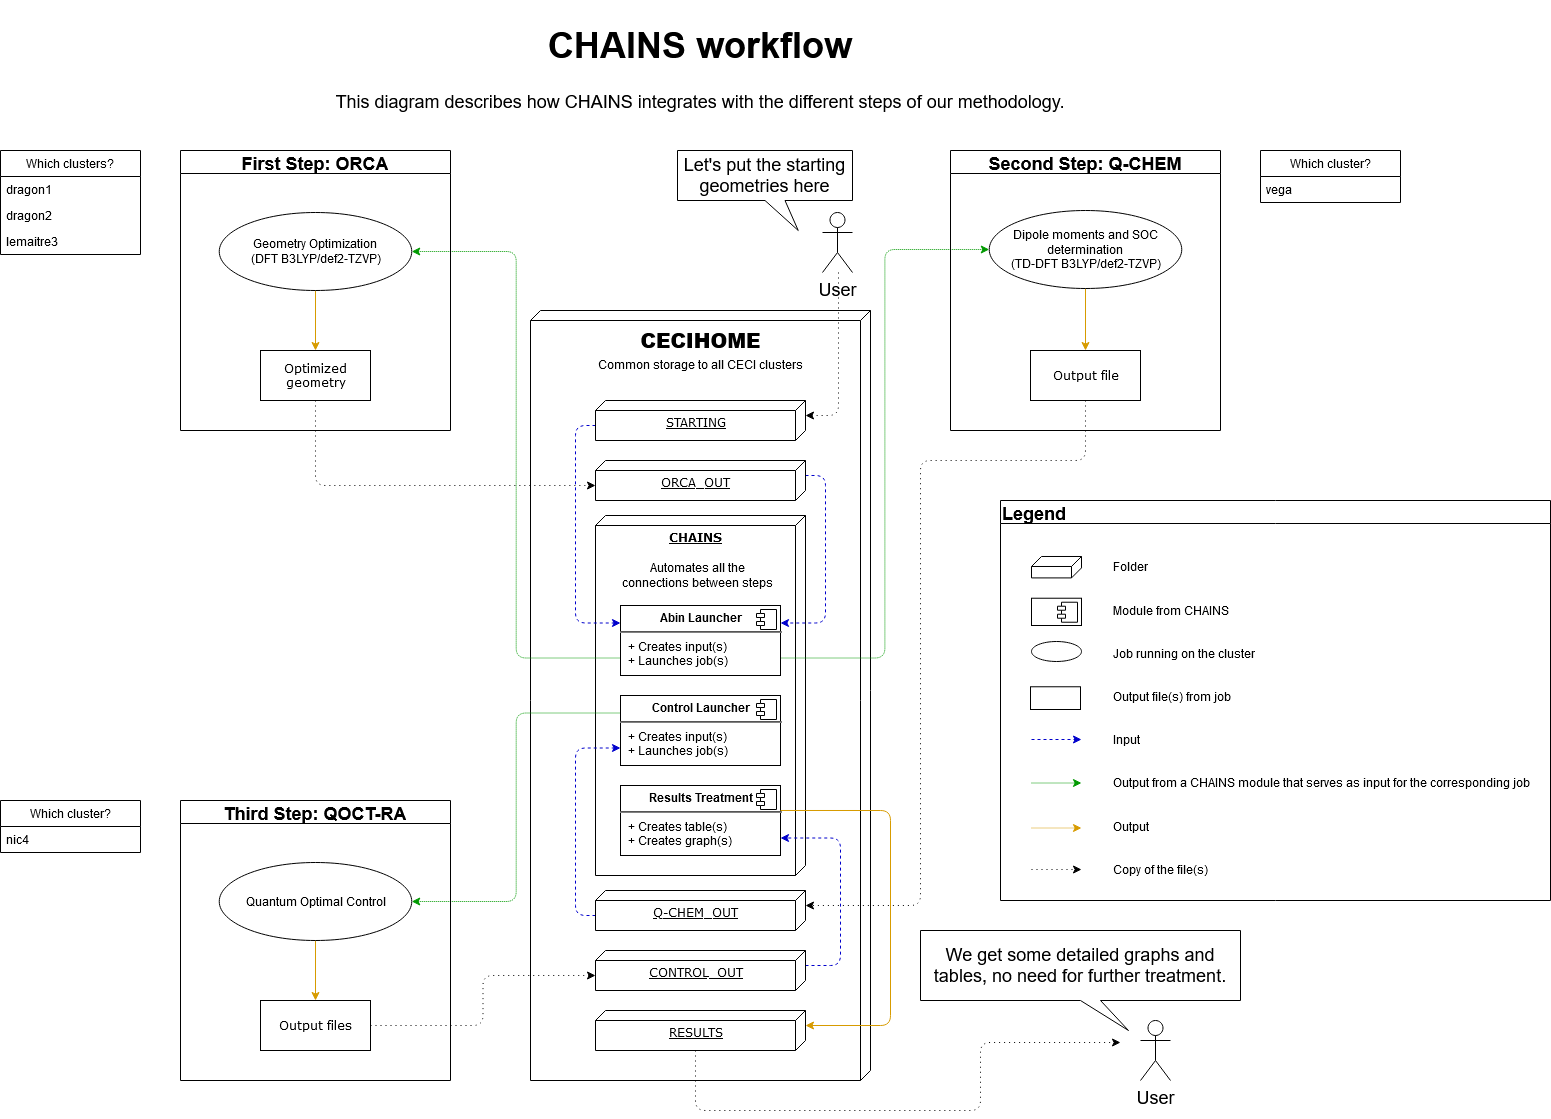 CHAINS workflow
This diagram describes how CHAINS integrates with the different steps of our methodology.
Which clusters?
dragon1
dragon2
lemaitre3
First Step: ORCA
Geometry Optimization
(DFT B3LYP/def2-TZVP)
Optimized
geometry
Let's put the starting
geometries here
User
Second Step: Q-CHEM
Dipole moments and SOC
determination
(TD-DFT B3LYP/def2-TZVP)
Output file
Which cluster?
vega
CECIHOME
Common storage to all CECI clusters
STARTING
ORCA_OUT
CHAINS
Automates all the
connections between steps
Abin Launcher
+ Creates input(s)
+ Launches job(s)
Control Launcher
+ Creates input(s)
+ Launches job(s)
Results Treatment
+ Creates table(s)
+ Creates graph(s)
Q-CHEM_OUT
CONTROL_OUT
RESULTS
Legend
Folder
Module from CHAINS
Job running on the cluster
Output file(s) from job
Input
Output from a CHAINS module that serves as input for the corresponding job
Output
Copy of the file(s)
Which cluster?
nic4
Third Step: QOCT-RA
Quantum Optimal Control
Output files
We get some detailed graphs and
tables, no need for further treatment.
User